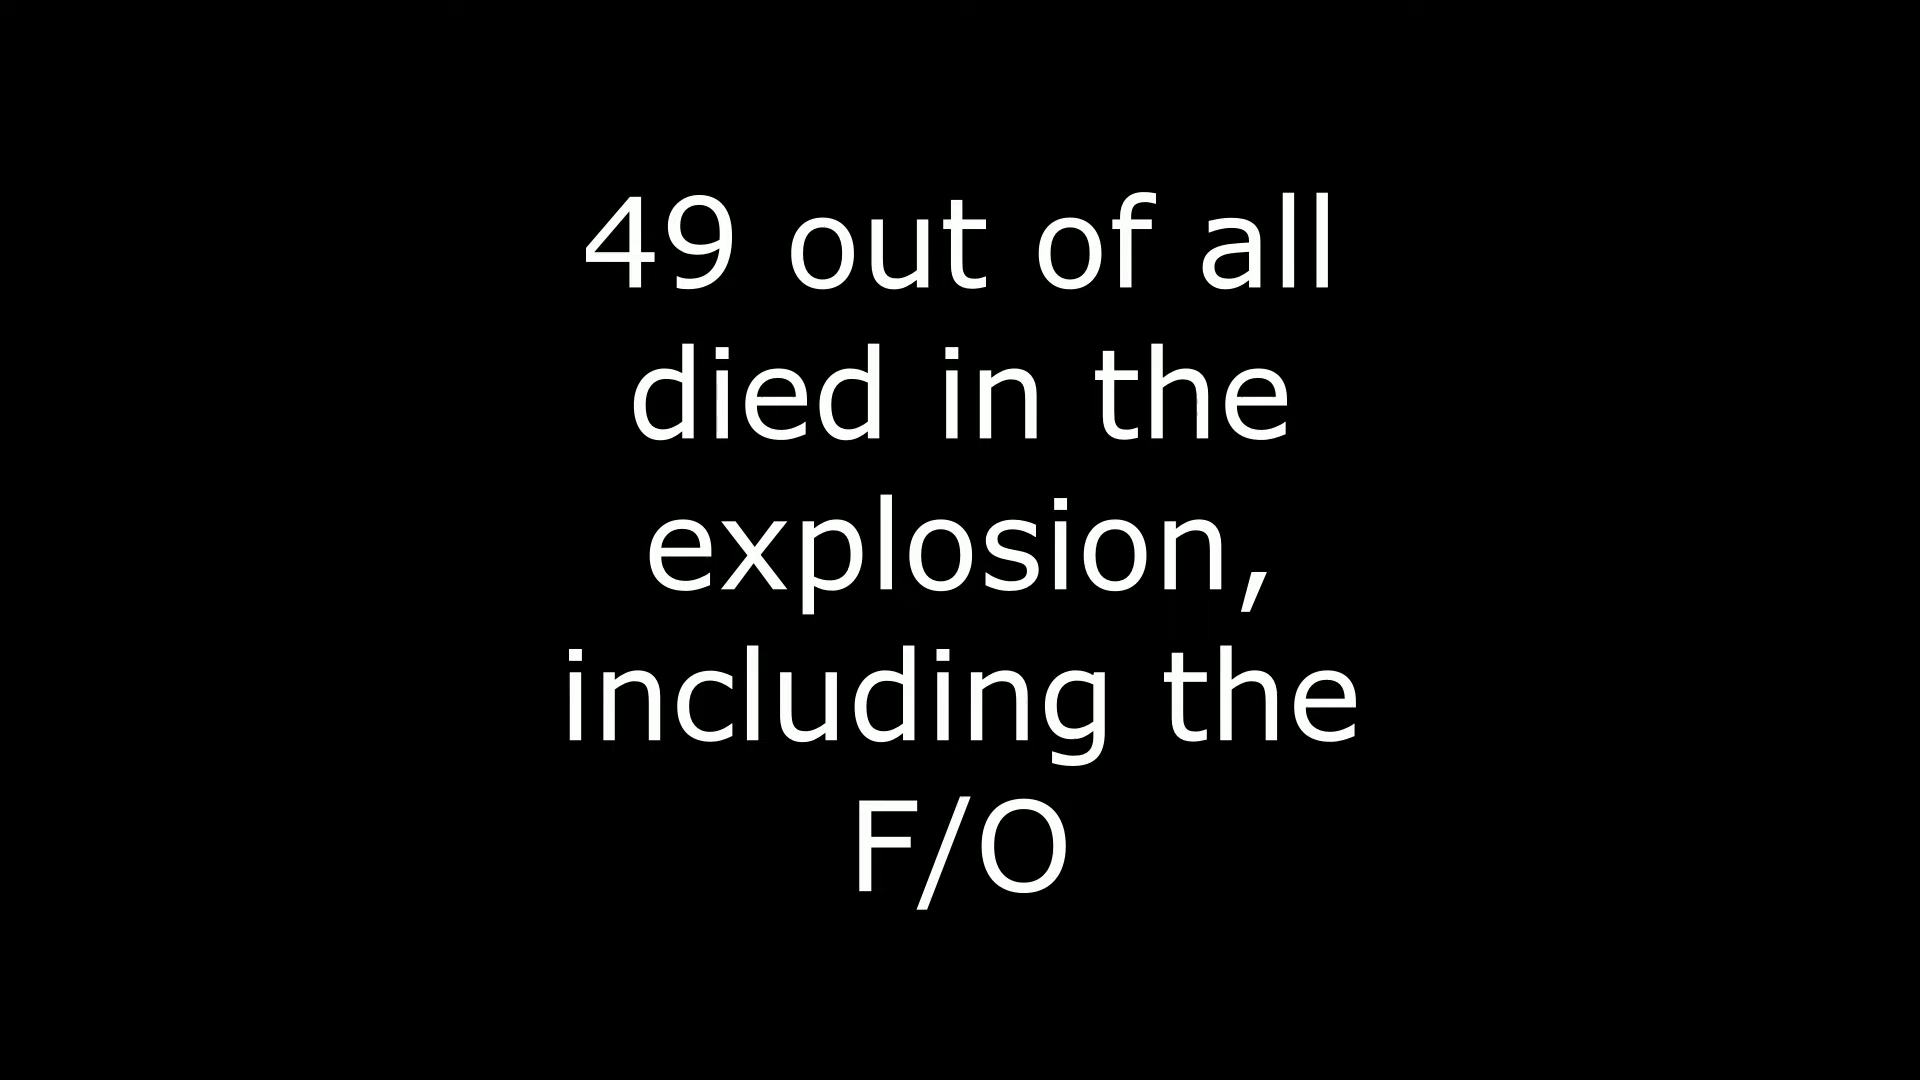 49 out of all
died in the
explosion,
including the
F/O